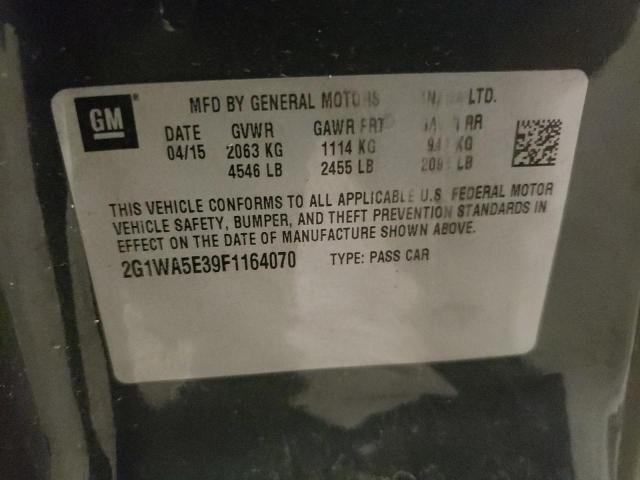 GM
MFD BY GENERAL MOTORS LTD.
DATE GVWR GAWR FRT RR
04/15 2063 KG 1114 KG KG
4546 LB 2455 LB LB
THIS VEHICLE CONFORMS TO ALL APPLICABLE U.S. FEDERAL MOTOR
VEHICLE SAFETY, BUMPER, AND THEFT PREVENTION STANDARDS IN
EFFECT ON THE DATE OF MANUFACTURE SHOWN ABOVE.
2G1WA5E39F1164070 TYPE: PASS CAR